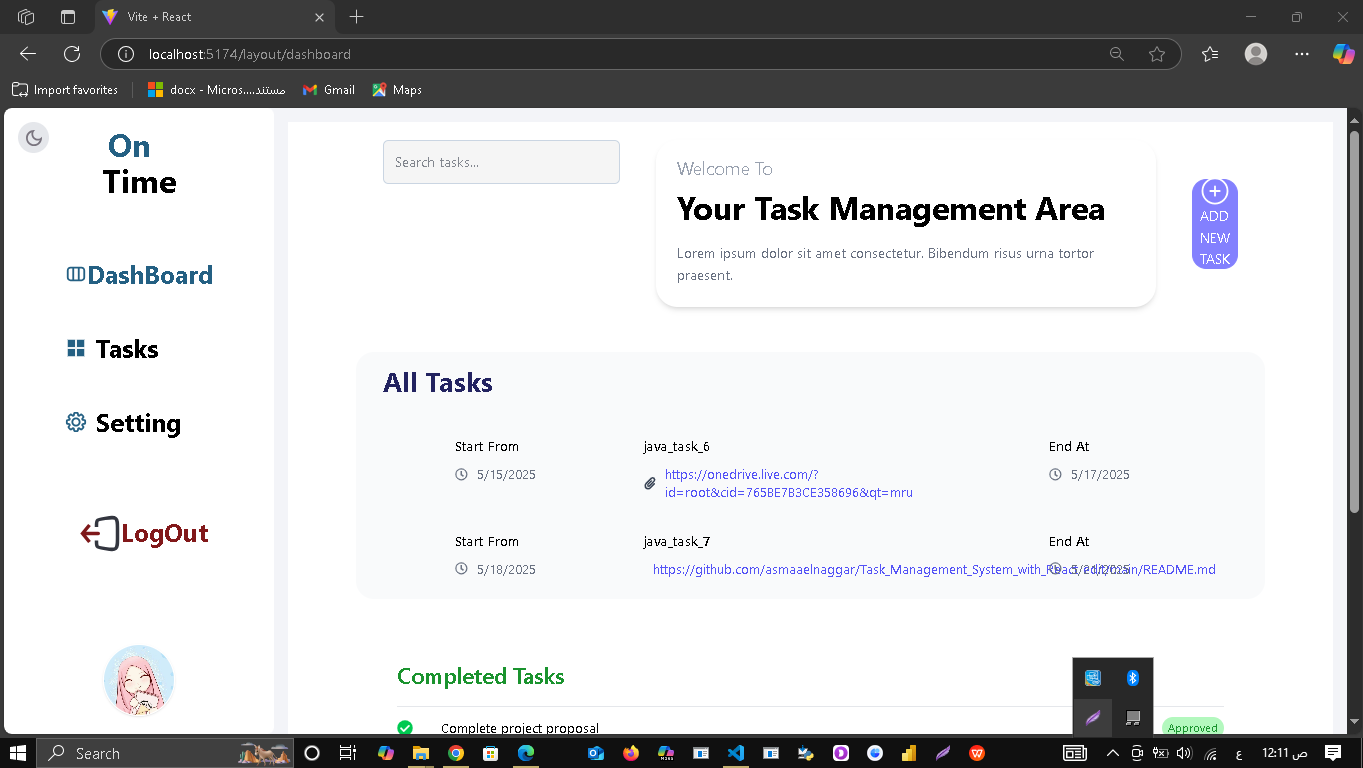 Vite + React
localhost:5174/layout/dashboard
Import favorites
docx - Micros....مستند
Gmail
Maps
On
Time
DashBoard
Tasks
Setting
LogOut
Search tasks...
Welcome To
Your Task Management Area
Lorem ipsum dolor sit amet consectetur. Bibendum risus urna tortor
praesent.
ADD
NEW
TASK
All Tasks
Start From
java_task_6
End At
5/15/2025
https://onedrive.live.com/?
id=root&cid=765BE7B3CE358696&qt=mru
5/17/2025
Start From
java_task_7
End At
5/18/2025
https://github.com/asmaaelnaggar/Task_Management_System_with_React/edit/main/README.md
5/21/2025
Completed Tasks
Complete project proposal
Approved
Search
ع
12:11 ص